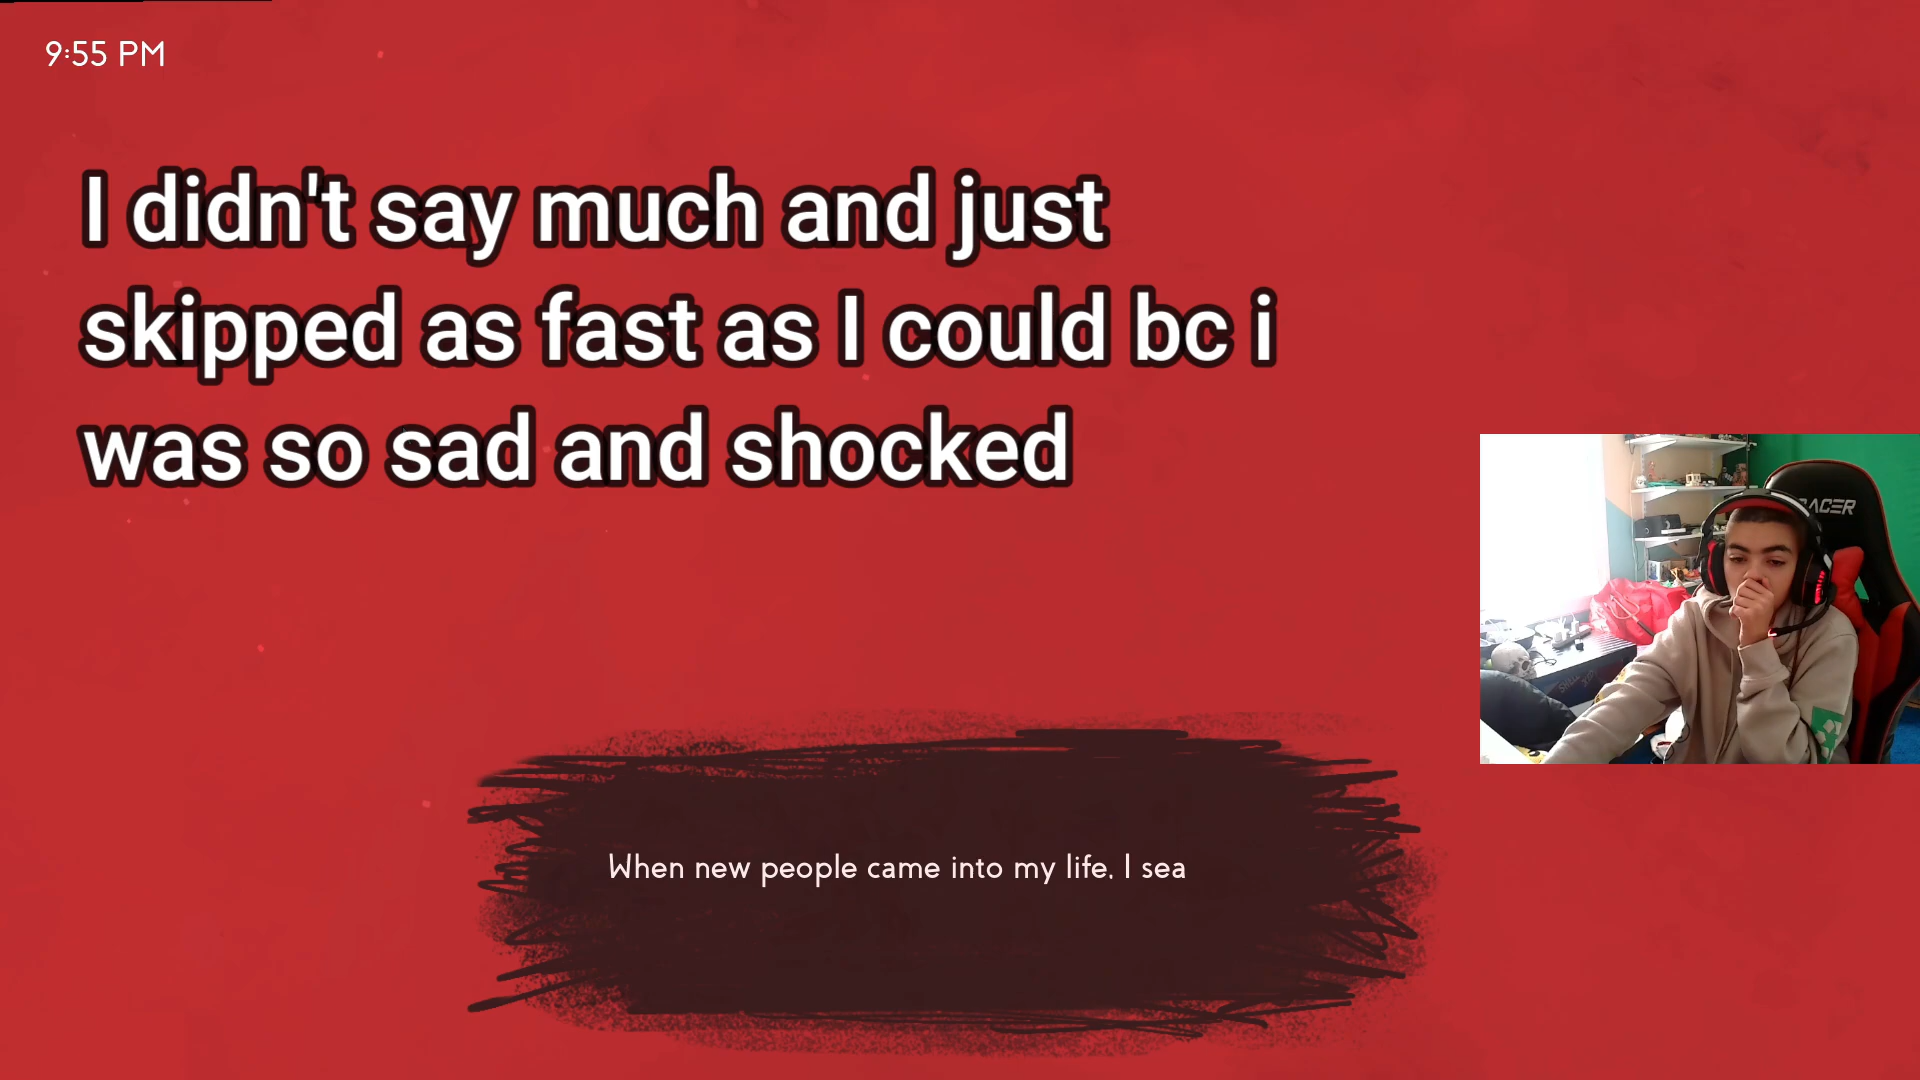 9:55 PM
I didn't say much and just
skipped as fast as I could bc i
was so sad and shocked
ACER
When new people came into my life, I sea